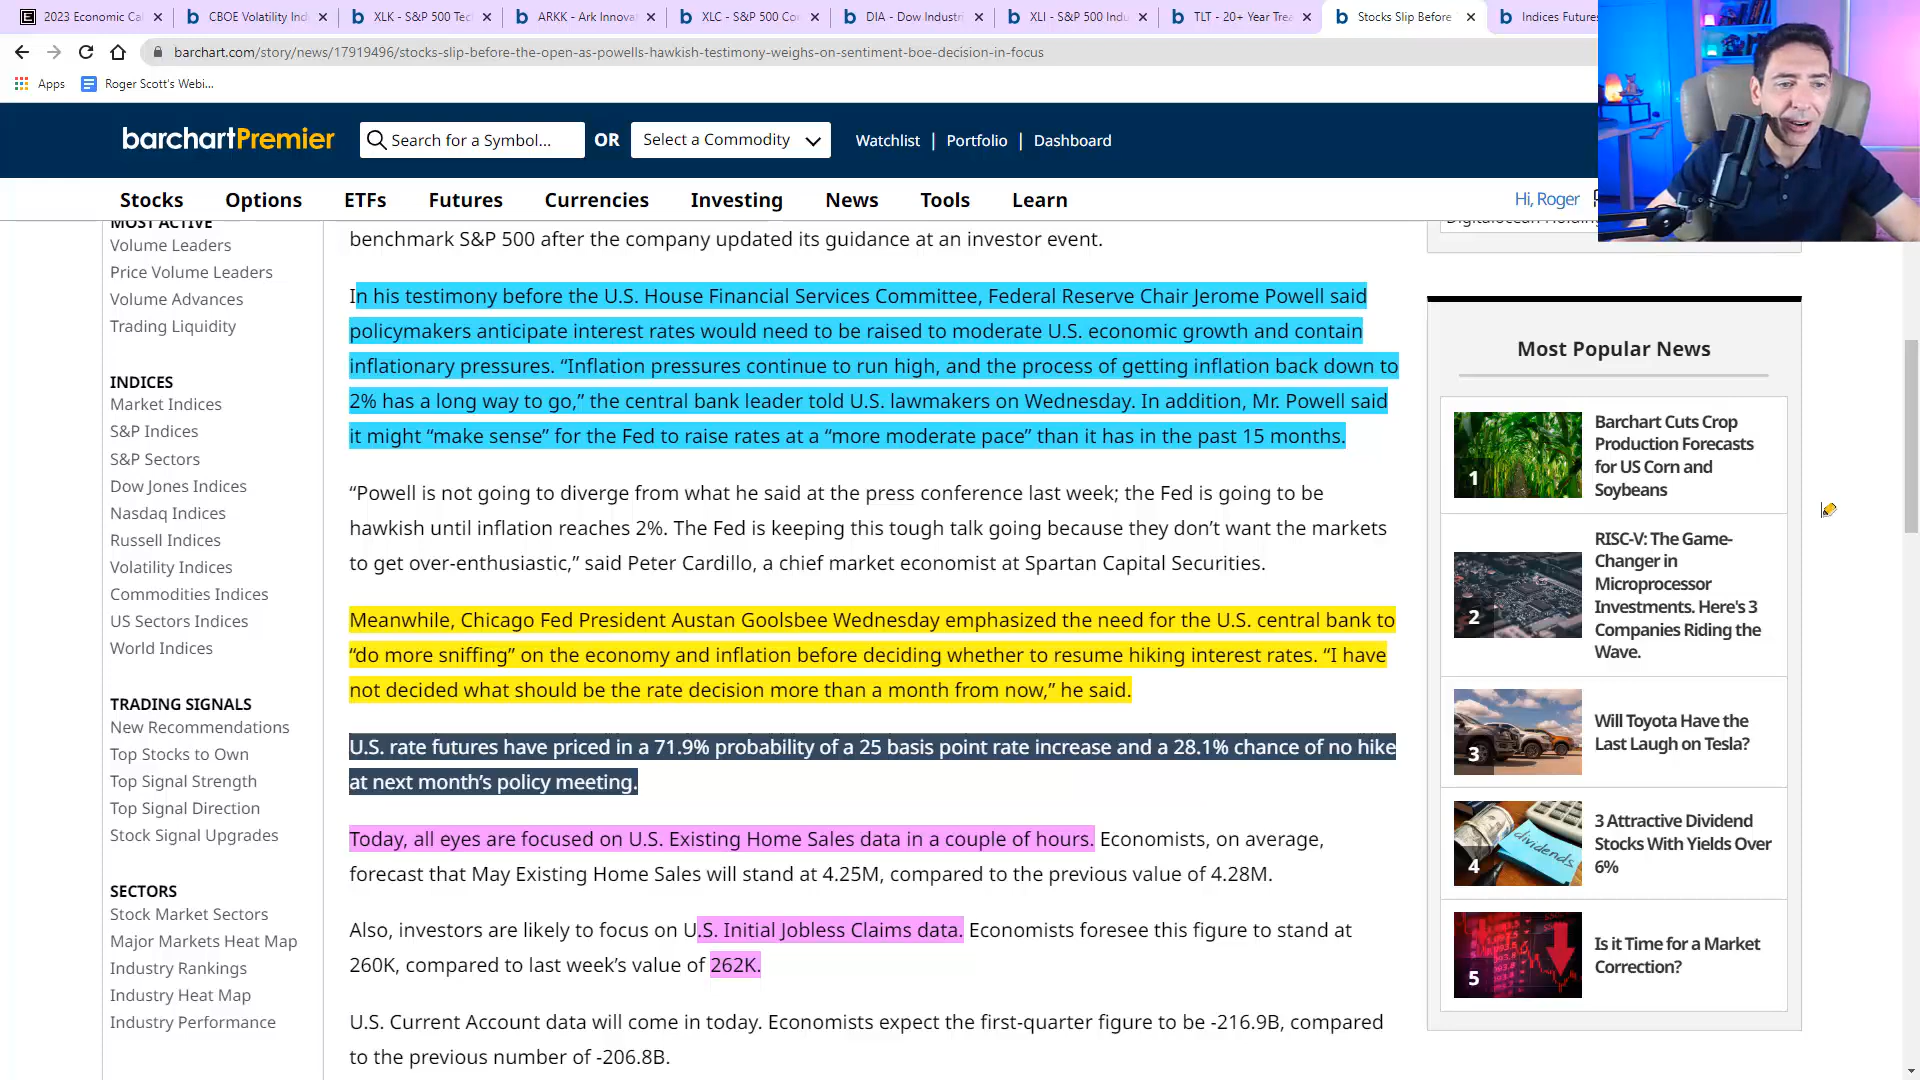 2023 Economic Cal
CBOE Volatility Ind
XLK - S&P 500 Tec
ARKK - Ark Innova
XLC - S&P 500 Co
DIA - Dow Industri
XLI - S&P 500 Indu
TLT - 20+ Year Trea
Stocks Slip Before
Indices Futures
barchart.com/story/news/17919496/stocks-slip-before-the-open-as-powells-hawkish-testimony-weighs-on-sentiment-boe-decision-in-focus
Apps
Roger Scott's Webi...
barchartPremier
Search for a Symbol...
OR
Select a Commodity
Watchlist | Portfolio | Dashboard
Stocks Options ETFs Futures Currencies Investing News Tools Learn
Hi, Roger
MOST ACTIVE
Volume Leaders
Price Volume Leaders
Volume Advances
Trading Liquidity
INDICES
Market Indices
S&P Indices
S&P Sectors
Dow Jones Indices
Nasdaq Indices
Russell Indices
Volatility Indices
Commodities Indices
US Sectors Indices
World Indices
TRADING SIGNALS
New Recommendations
Top Stocks to Own
Top Signal Strength
Top Signal Direction
Stock Signal Upgrades
SECTORS
Stock Market Sectors
Major Markets Heat Map
Industry Rankings
Industry Heat Map
Industry Performance
benchmark S&P 500 after the company updated its guidance at an investor event.
In his testimony before the U.S. House Financial Services Committee, Federal Reserve Chair Jerome Powell said
policymakers anticipate interest rates would need to be raised to moderate U.S. economic growth and contain
inflationary pressures. “Inflation pressures continue to run high, and the process of getting inflation back down to
2% has a long way to go,” the central bank leader told U.S. lawmakers on Wednesday. In addition, Mr. Powell said
it might “make sense” for the Fed to raise rates at a “more moderate pace” than it has in the past 15 months.
“Powell is not going to diverge from what he said at the press conference last week; the Fed is going to be
hawkish until inflation reaches 2%. The Fed is keeping this tough talk going because they don’t want the markets
to get over-enthusiastic,” said Peter Cardillo, a chief market economist at Spartan Capital Securities.
Meanwhile, Chicago Fed President Austan Goolsbee Wednesday emphasized the need for the U.S. central bank to
“do more sniffing” on the economy and inflation before deciding whether to resume hiking interest rates. “I have
not decided what should be the rate decision more than a month from now,” he said.
U.S. rate futures have priced in a 71.9% probability of a 25 basis point rate increase and a 28.1% chance of no hike
at next month’s policy meeting.
Today, all eyes are focused on U.S. Existing Home Sales data in a couple of hours. Economists, on average,
forecast that May Existing Home Sales will stand at 4.25M, compared to the previous value of 4.28M.
Also, investors are likely to focus on U.S. Initial Jobless Claims data. Economists foresee this figure to stand at
260K, compared to last week’s value of 262K.
U.S. Current Account data will come in today. Economists expect the first-quarter figure to be -216.9B, compared
to the previous number of -206.8B.
Most Popular News
1
Barchart Cuts Crop
Production Forecasts
for US Corn and
Soybeans
2
RISC-V: The Game-
Changer in
Microprocessor
Investments. Here's 3
Companies Riding the
Wave.
3
Will Toyota Have the
Last Laugh on Tesla?
4
dividends
3 Attractive Dividend
Stocks With Yields Over
6%
5
Is it Time for a Market
Correction?